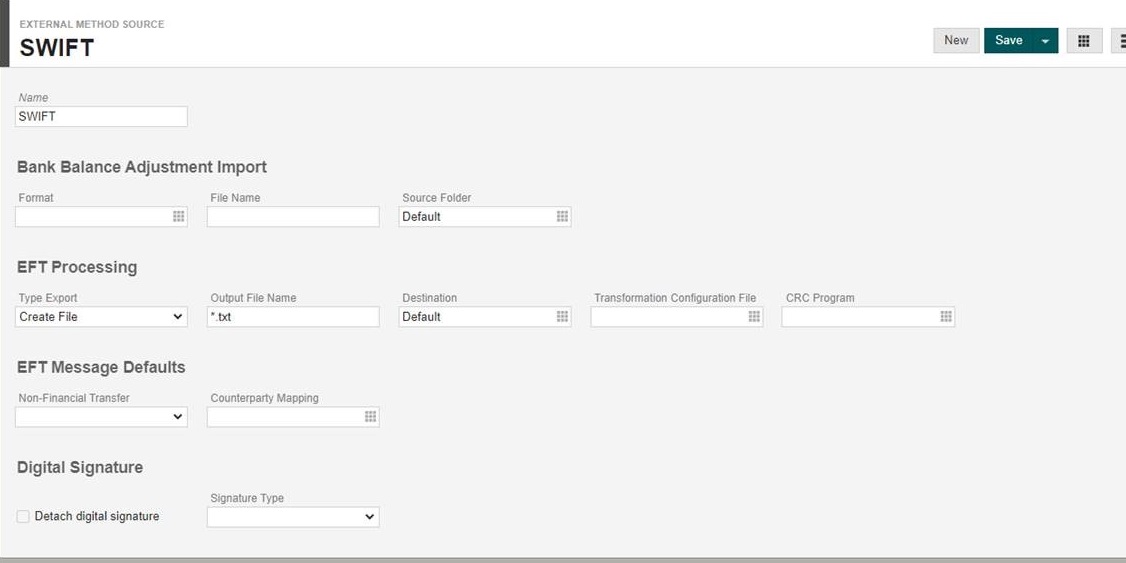 EXTERNAL METHOD SOURCE
SWIFT
New Save
Name
SWIFT
Bank Balance Adjustment Import
Format File Name Source Folder
Default
EFT Processing
Type Export Output File Name Destination Transformation Configuration File CRC Program
Create File *.txt Default
EFT Message Defaults
Non-Financial Transfer Counterparty Mapping
Digital Signature
Signature Type
Detach digital signature